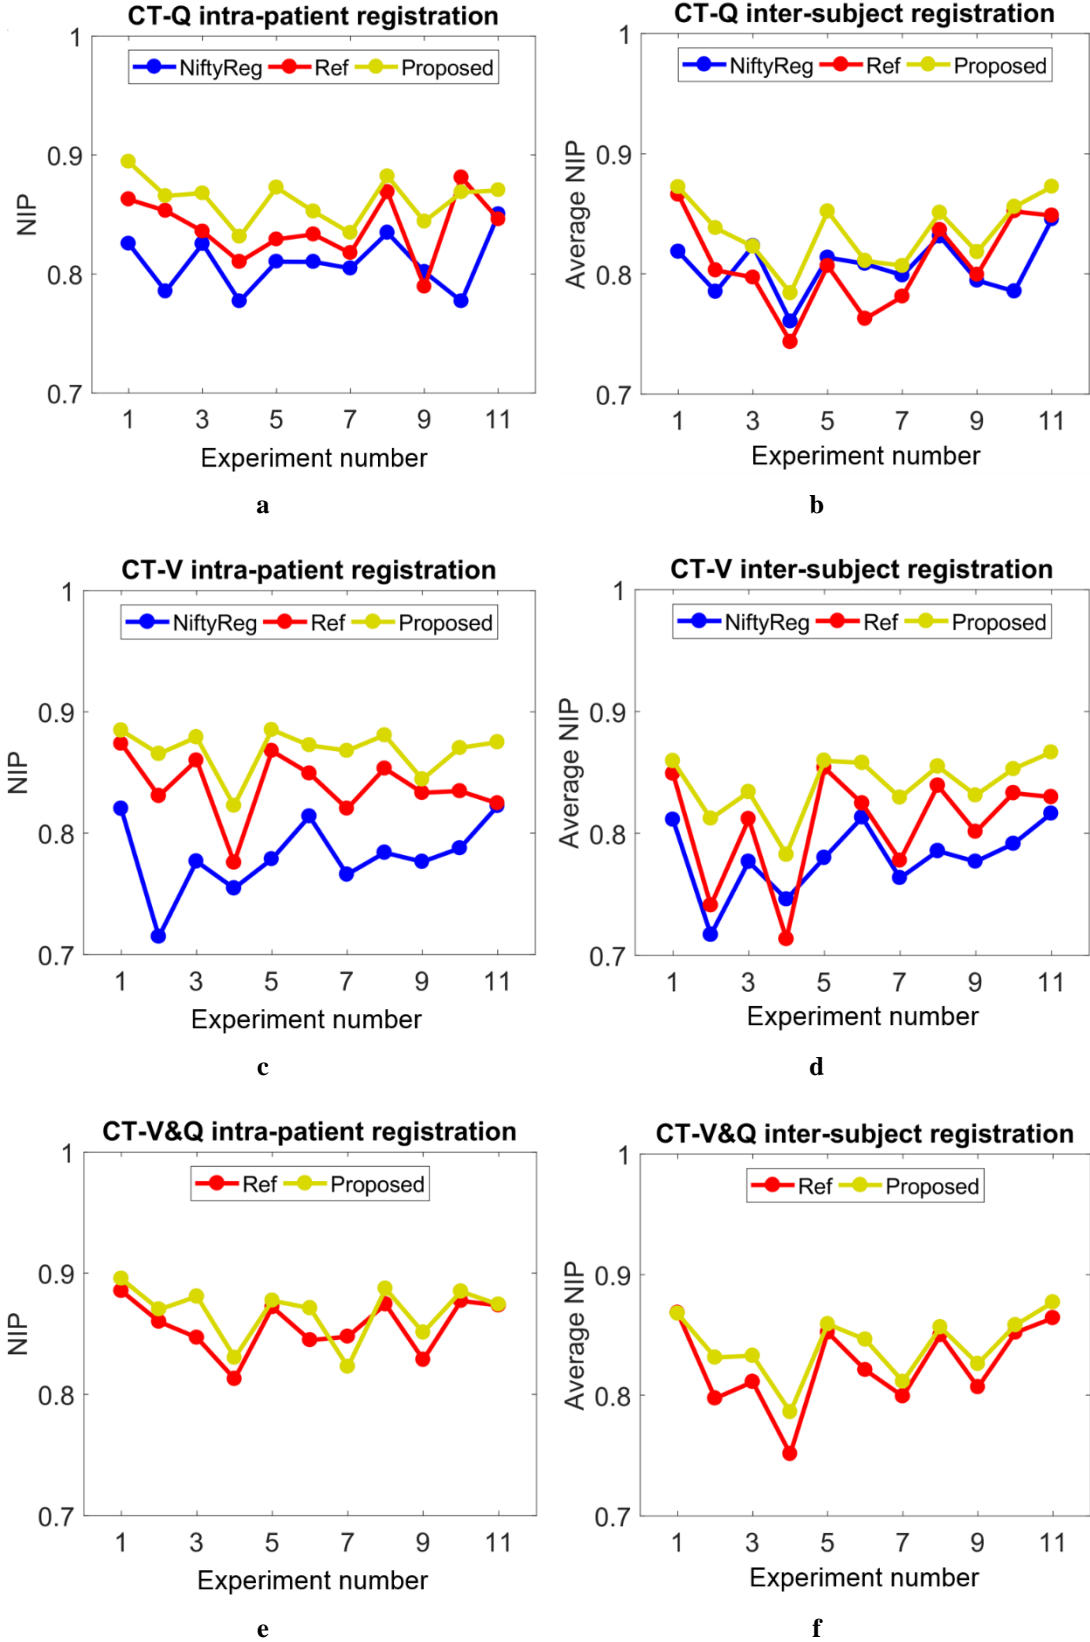 CT-Q intra-patient registration
1
NiftyReg Ref Proposed
0.9
NIP
0.8
0.7
1 3 5 7 9 11
Experiment number
a
CT-Q inter-subject registration
1
NiftyReg Ref Proposed
0.9
Average NIP
0.8
0.7
1 3 5 7 9 11
Experiment number
b
CT-V intra-patient registration
1
NiftyReg Ref Proposed
0.9
NIP
0.8
0.7
1 3 5 7 9 11
Experiment number
c
CT-V inter-subject registration
1
NiftyReg Ref Proposed
0.9
Average NIP
0.8
0.7
1 3 5 7 9 11
Experiment number
d
CT-V&Q intra-patient registration
1
Ref Proposed
0.9
NIP
0.8
0.7
1 3 5 7 9 11
Experiment number
e
CT-V&Q inter-subject registration
1
Ref Proposed
0.9
Average NIP
0.8
0.7
1 3 5 7 9 11
Experiment number
f